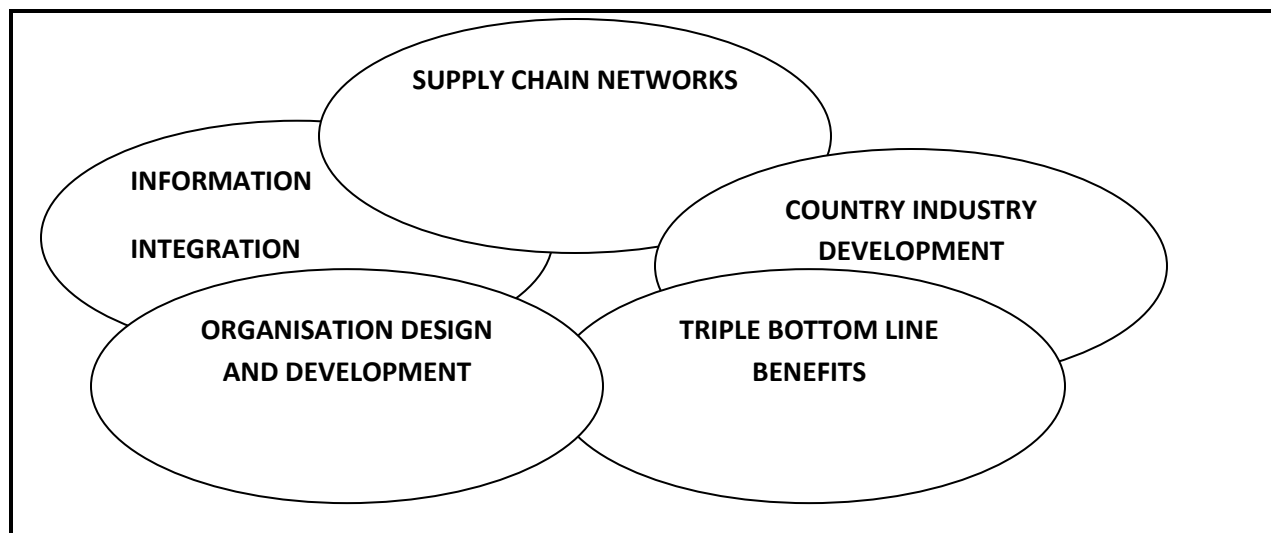 SUPPLY CHAIN NETWORKS
INFORMATION
INTEGRATION
COUNTRY INDUSTRY
DEVELOPMENT
ORGANISATION DESIGN
AND DEVELOPMENT
TRIPLE BOTTOM LINE
BENEFITS